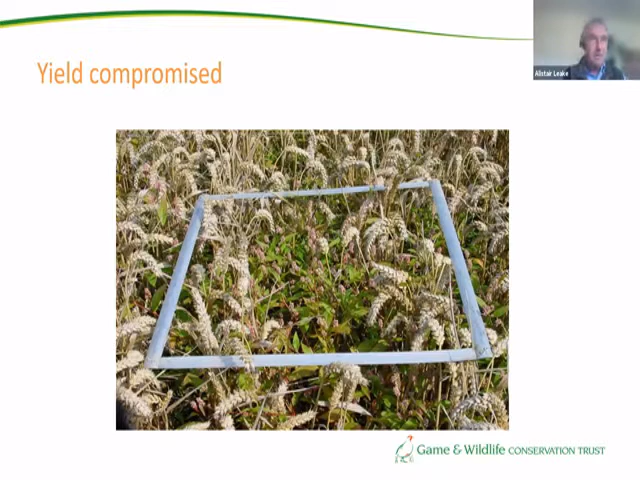 Yield compromised
Alistair Leake
Game & Wildlife CONSERVATION TRUST